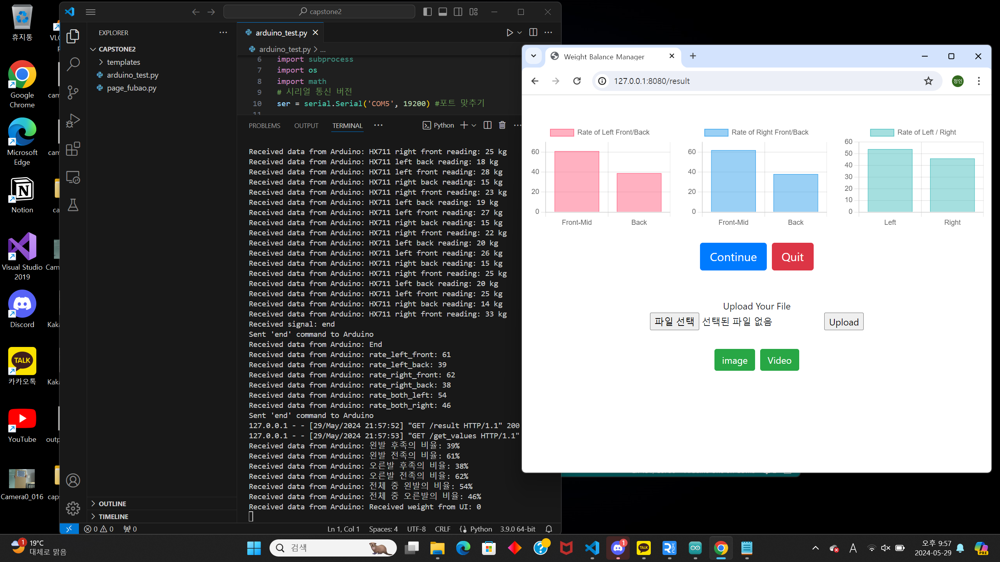 휴지통
Google
Chrome
Microsoft
Edge
Notion
Visual Studio
2019
Discord
TALK
카카오톡
YouTube
Camera0_016
capstone2
EXPLORER
CAPSTONE2
templates
arduino_test.py
page_fubao.py
OUTLINE
TIMELINE
arduino_test.py
arduino_test.py > ...
6 import subprocess
7 import os
8 import math
9 # 시리얼 통신 버전
10 ser = serial.Serial('COM5', 19200) #포트 맞추기
11
PROBLEMS OUTPUT TERMINAL ... Python
Received data from Arduino: HX711 right front reading: 25 kg
Received data from Arduino: HX711 left back reading: 18 kg
Received data from Arduino: HX711 left front reading: 28 kg
Received data from Arduino: HX711 right back reading: 15 kg
Received data from Arduino: HX711 right front reading: 23 kg
Received data from Arduino: HX711 left back reading: 19 kg
Received data from Arduino: HX711 left front reading: 27 kg
Received data from Arduino: HX711 right back reading: 15 kg
Received data from Arduino: HX711 right front reading: 22 kg
Received data from Arduino: HX711 left back reading: 20 kg
Received data from Arduino: HX711 left front reading: 26 kg
Received data from Arduino: HX711 right back reading: 15 kg
Received data from Arduino: HX711 right front reading: 25 kg
Received data from Arduino: HX711 left back reading: 20 kg
Received data from Arduino: HX711 left front reading: 25 kg
Received data from Arduino: HX711 right back reading: 14 kg
Received data from Arduino: HX711 right front reading: 33 kg
Received signal: end
Sent 'end' command to Arduino
Received data from Arduino: End
Received data from Arduino: rate_left_front: 61
Received data from Arduino: rate_left_back: 39
Received data from Arduino: rate_right_front: 62
Received data from Arduino: rate_right_back: 38
Received data from Arduino: rate_both_left: 54
Received data from Arduino: rate_both_right: 46
Sent 'end' command to Arduino
127.0.0.1 - - [29/May/2024 21:57:52] "GET /result HTTP/1.1" 200
127.0.0.1 - - [29/May/2024 21:57:53] "GET /get_values HTTP/1.1"
Received data from Arduino: 왼발 후족의 비율: 39%
Received data from Arduino: 왼발 전족의 비율: 61%
Received data from Arduino: 오른발 후족의 비율: 38%
Received data from Arduino: 오른발 전족의 비율: 62%
Received data from Arduino: 전체 중 왼발의 비율: 54%
Received data from Arduino: 전체 중 오른발의 비율: 46%
Received data from Arduino: Received weight from UI: 0
0 0 0 Ln 1, Col 1 Spaces: 4 UTF-8 CRLF Python 3.9.0 64-bit
Weight Balance Manager
127.0.0.1:8080/result
정인
Rate of Left Front/Back
60
40
20
0
Front-Mid Back
Rate of Right Front/Back
60
40
20
0
Front-Mid Back
Rate of Left / Right
60
50
40
30
20
10
0
Left Right
Continue Quit
Upload Your File
파일 선택 선택된 파일 없음 Upload
image Video
1 19°C
대체로 맑음
검색
1
TALK
A
오후 9:57
2024-05-29
PRE